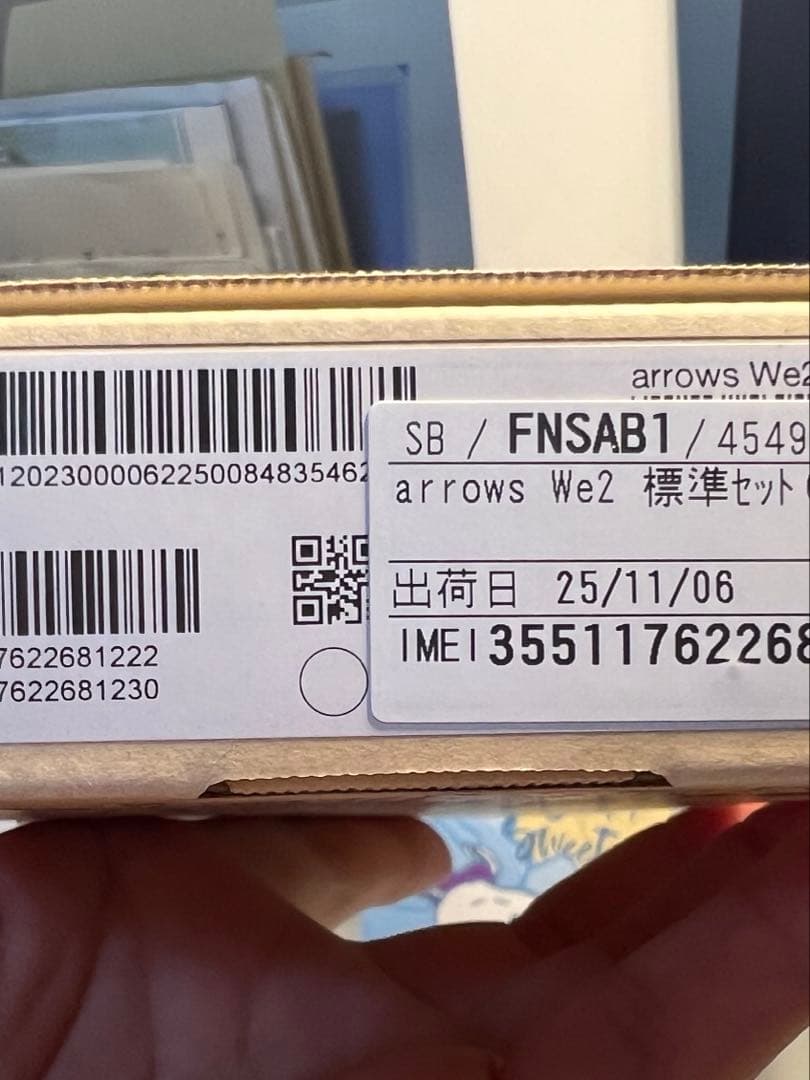 arrows We2
12023000062250084835462
SB / FNSAB1 / 4549
arrows We2 標準セット
出荷日 25/11/06
7622681222
7622681230
IMEI 35511762268